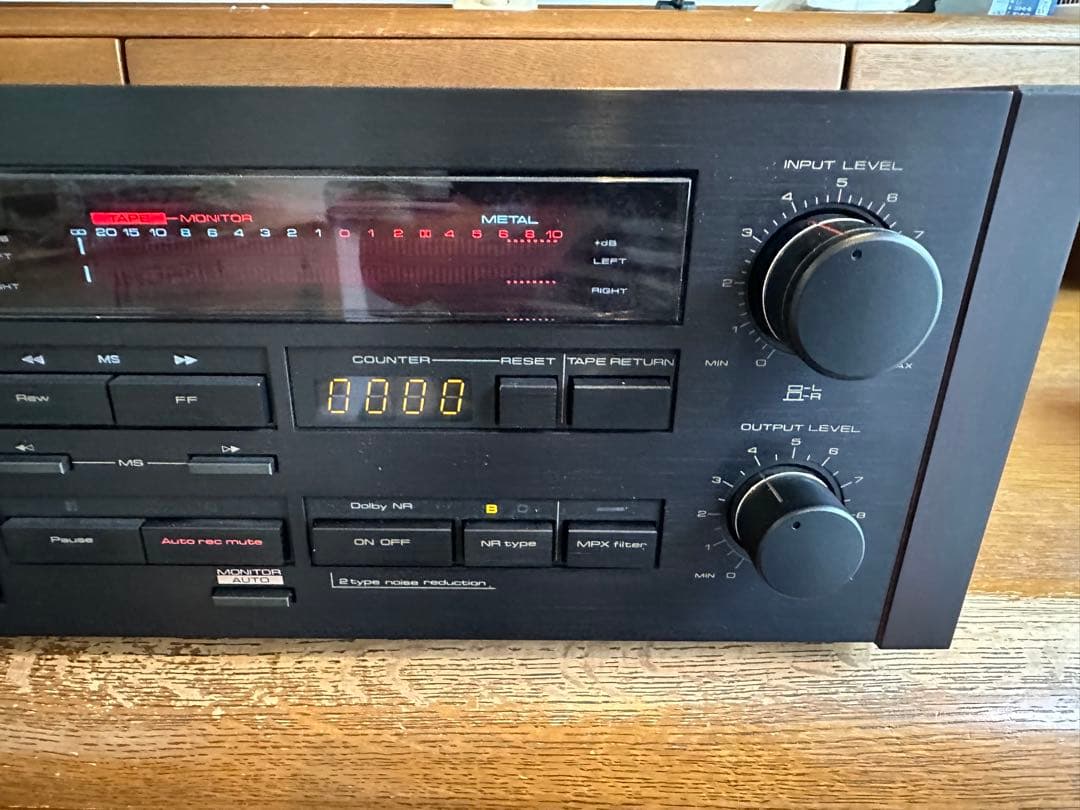 INPUT LEVEL
TAPE MONITOR
METAL
∞ 20 15 10 8 6 4 3 2 1 0 1 2 4 5 6 8 10
+dB
LEFT
RIGHT
0 1 2 3 4 5 6 7
MIN
L
R
MS
COUNTER RESET TAPE RETURN
Rew
FF
0000
OUTPUT LEVEL
MS
0 1 2 3 4 5 6 7 8
MIN
Dolby NR
B
Pause
Auto rec mute
ON OFF
NR type
MPX filter
MONITOR
AUTO
2 type noise reduction